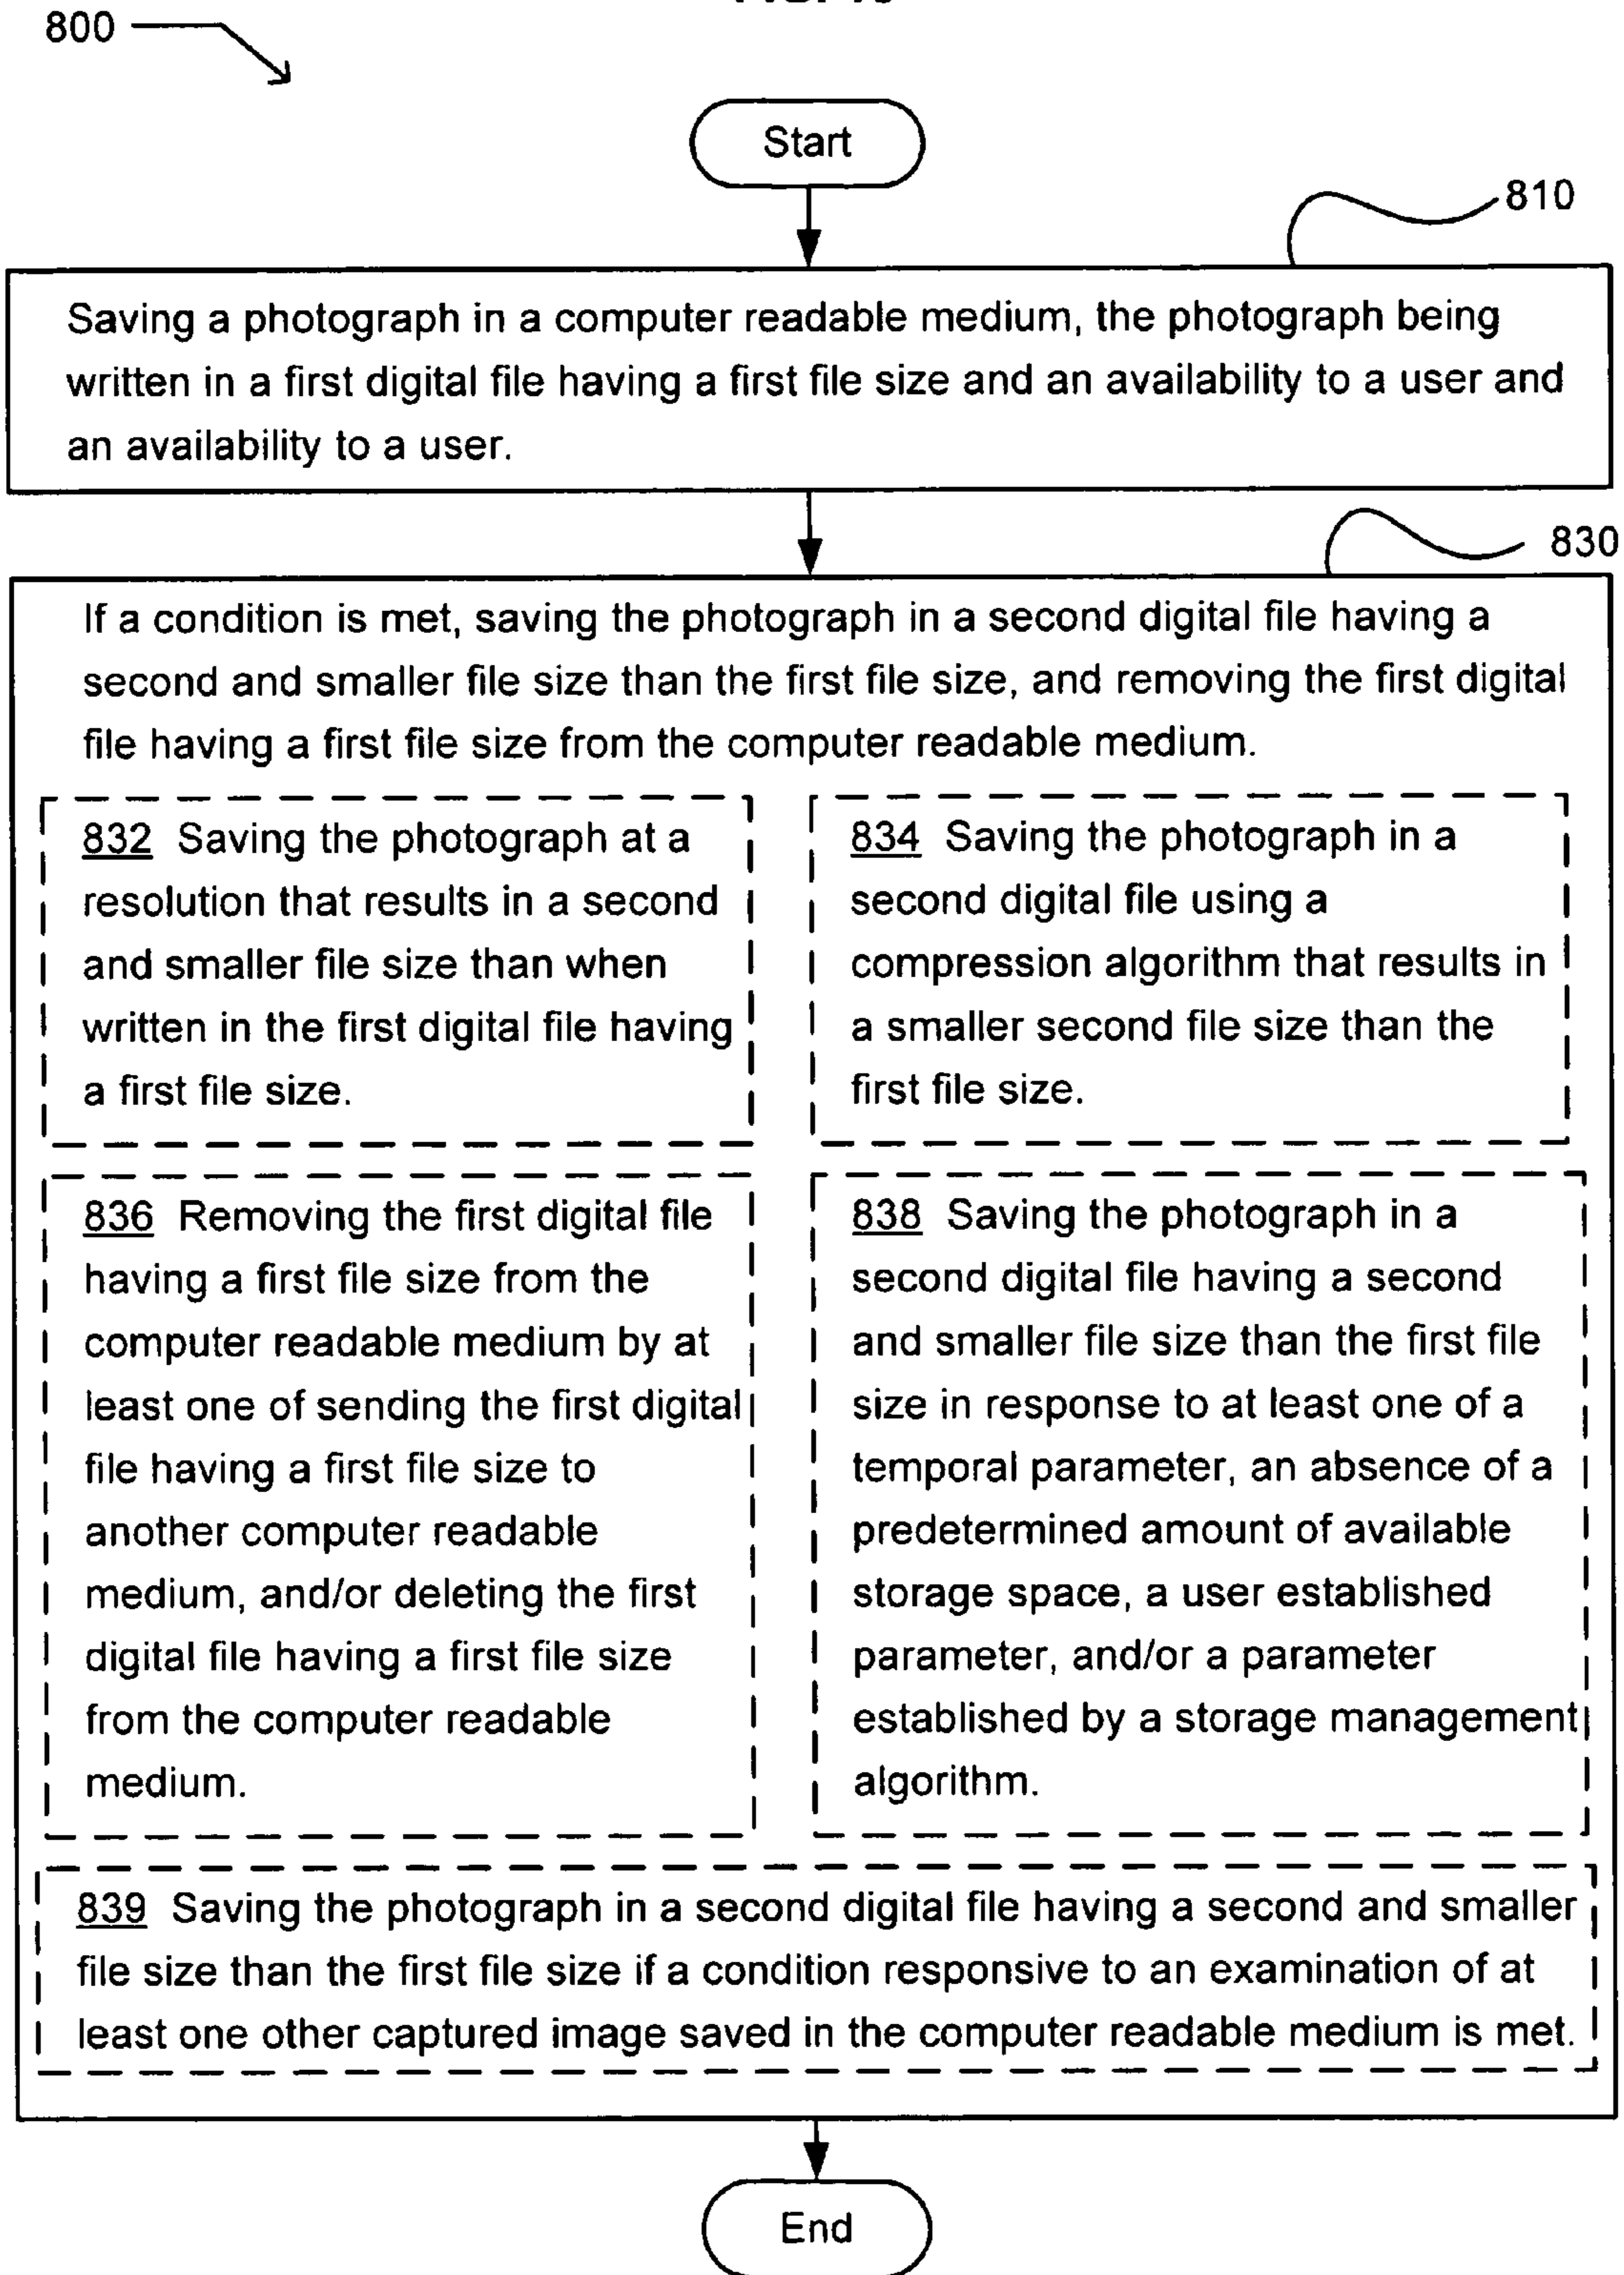 800
Start
810
Saving a photograph in a computer readable medium, the photograph being
written in a first digital file having a first file size and an availability to a user and
an availability to a user.
830
If a condition is met, saving the photograph in a second digital file having a
second and smaller file size than the first file size, and removing the first digital
file having a first file size from the computer readable medium.
832 Saving the photograph at a
resolution that results in a second
and smaller file size than when
written in the first digital file having
a first file size.
834 Saving the photograph in a
second digital file using a
compression algorithm that results in
a smaller second file size than the
first file size.
836 Removing the first digital file
having a first file size from the
computer readable medium by at
least one of sending the first digital
file having a first file size to
another computer readable
medium, and/or deleting the first
digital file having a first file size
from the computer readable
medium.
838 Saving the photograph in a
second digital file having a second
and smaller file size than the first file
size in response to at least one of a
temporal parameter, an absence of a
predetermined amount of available
storage space, a user established
parameter, and/or a parameter
established by a storage management
algorithm.
839 Saving the photograph in a second digital file having a second and smaller
file size than the first file size if a condition responsive to an examination of at
least one other captured image saved in the computer readable medium is met.
End